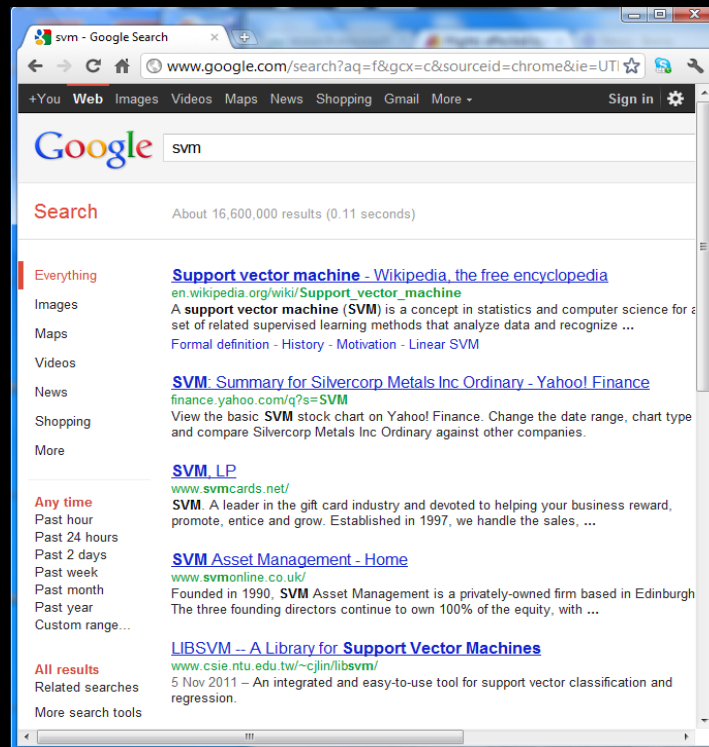 svm - Google Search
www.google.com/search?aq=f&gcx=c&sourceid=chrome&ie=UTI
+You Web Images Videos Maps News Shopping Gmail More Sign in
Google
svm
Search
About 16,600,000 results (0.11 seconds)
Everything
Images
Maps
Videos
News
Shopping
More
Any time
Past hour
Past 24 hours
Past 2 days
Past week
Past month
Past year
Custom range...
All results
Related searches
More search tools
Support vector machine - Wikipedia, the free encyclopedia
en.wikipedia.org/wiki/Support_vector_machine
A support vector machine (SVM) is a concept in statistics and computer science for a
set of related supervised learning methods that analyze data and recognize ...
Formal definition - History - Motivation - Linear SVM
SVM: Summary for Silvercorp Metals Inc Ordinary - Yahoo! Finance
finance.yahoo.com/q?s=SVM
View the basic SVM stock chart on Yahoo! Finance. Change the date range, chart type
and compare Silvercorp Metals Inc Ordinary against other companies.
SVM, LP
www.svmcards.net/
SVM. A leader in the gift card industry and devoted to helping your business reward,
promote, entice and grow. Established in 1997, we handle the sales, ...
SVM Asset Management - Home
www.svmonline.co.uk/
Founded in 1990, SVM Asset Management is a privately-owned firm based in Edinburgh
The three founding directors continue to own 100% of the equity, with ...
LIBSVM -- A Library for Support Vector Machines
www.csie.ntu.edu.tw/~cjlin/libsvm/
5 Nov 2011 – An integrated and easy-to-use tool for support vector classification and
regression.